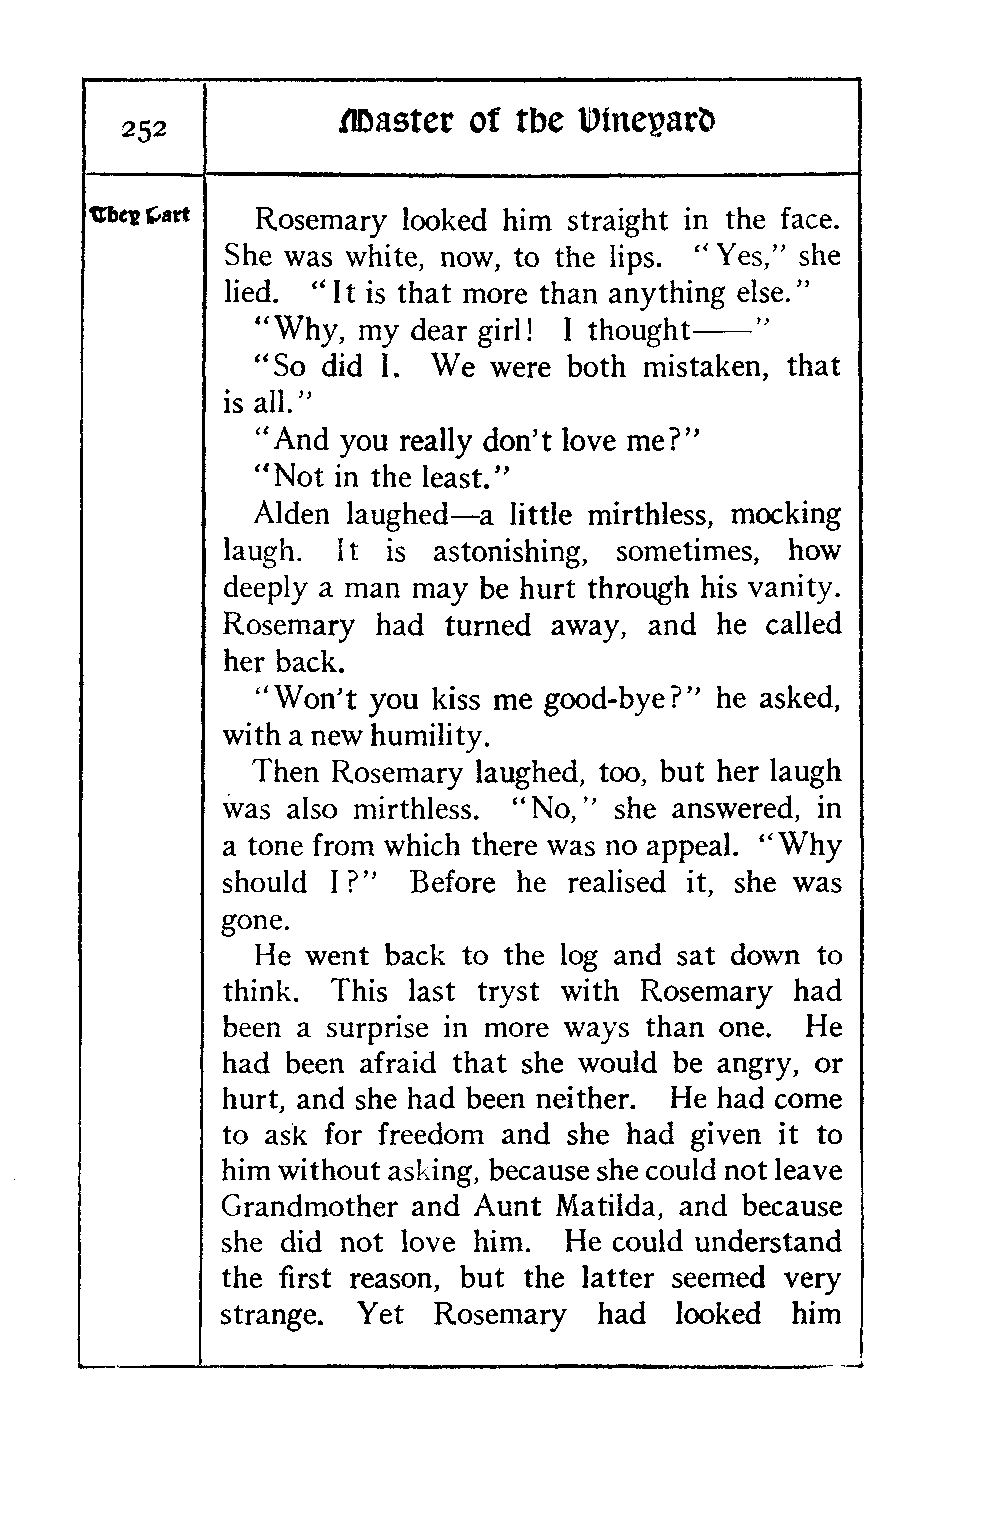 252
Master of the Vineyard
They Part
Rosemary looked him straight in the face.
She was white, now, to the lips. "Yes," she
lied. "It is that more than anything else."
"Why, my dear girl! I thought——"
"So did I. We were both mistaken, that
is all."
"And you really don't love me?"
"Not in the least."
Alden laughed—a little mirthless, mocking
laugh. It is astonishing, sometimes, how
deeply a man may be hurt through his vanity.
Rosemary had turned away, and he called
her back.
"Won't you kiss me good-bye?" he asked,
with a new humility.
Then Rosemary laughed, too, but her laugh
was also mirthless. "No," she answered, in
a tone from which there was no appeal. "Why
should I?" Before he realised it, she was
gone.
He went back to the log and sat down to
think. This last tryst with Rosemary had
been a surprise in more ways than one. He
had been afraid that she would be angry, or
hurt, and she had been neither. He had come
to ask for freedom and she had given it to
him without asking, because she could not leave
Grandmother and Aunt Matilda, and because
she did not love him. He could understand
the first reason, but the latter seemed very
strange. Yet Rosemary had looked him